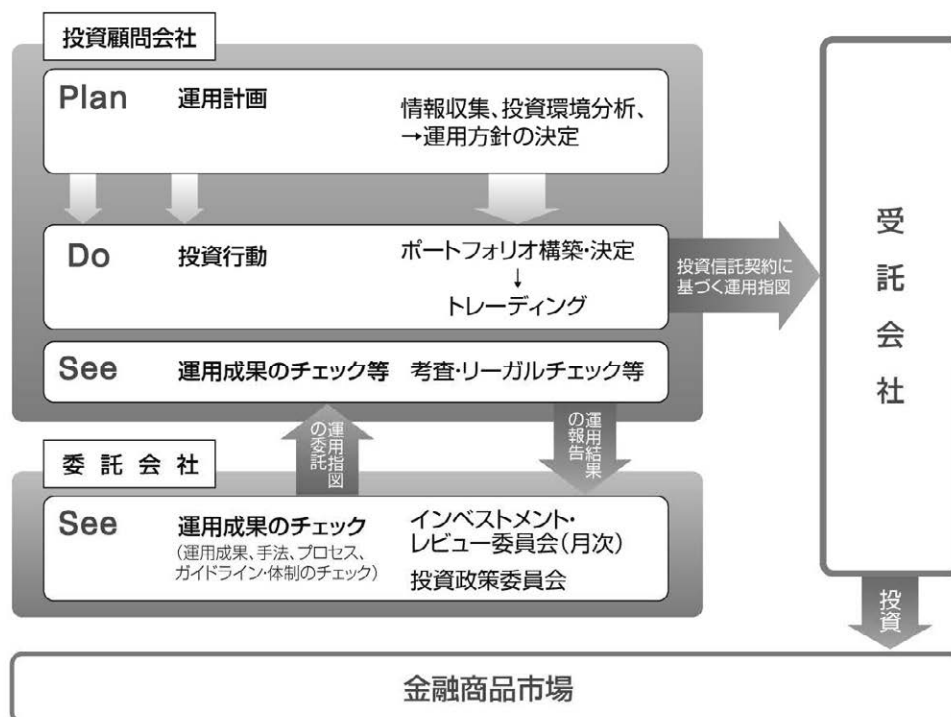 投資顧問会社
Plan
運用計画
情報収集、投資環境分析、
→運用方針の決定
Do
投資行動
ポートフォリオ構築・決定
↓
トレーディング
See
運用成果のチェック等
考査・リーガルチェック等
投資信託契約に
基づく運用指図
受託会社
運用指図
の委託
運用結果
の報告
委託会社
See
運用成果のチェック
(運用成果、手法、プロセス、
ガイドライン・体制のチェック)
インベストメント・
レビュー委員会(月次)
投資政策委員会
投資
金融商品市場